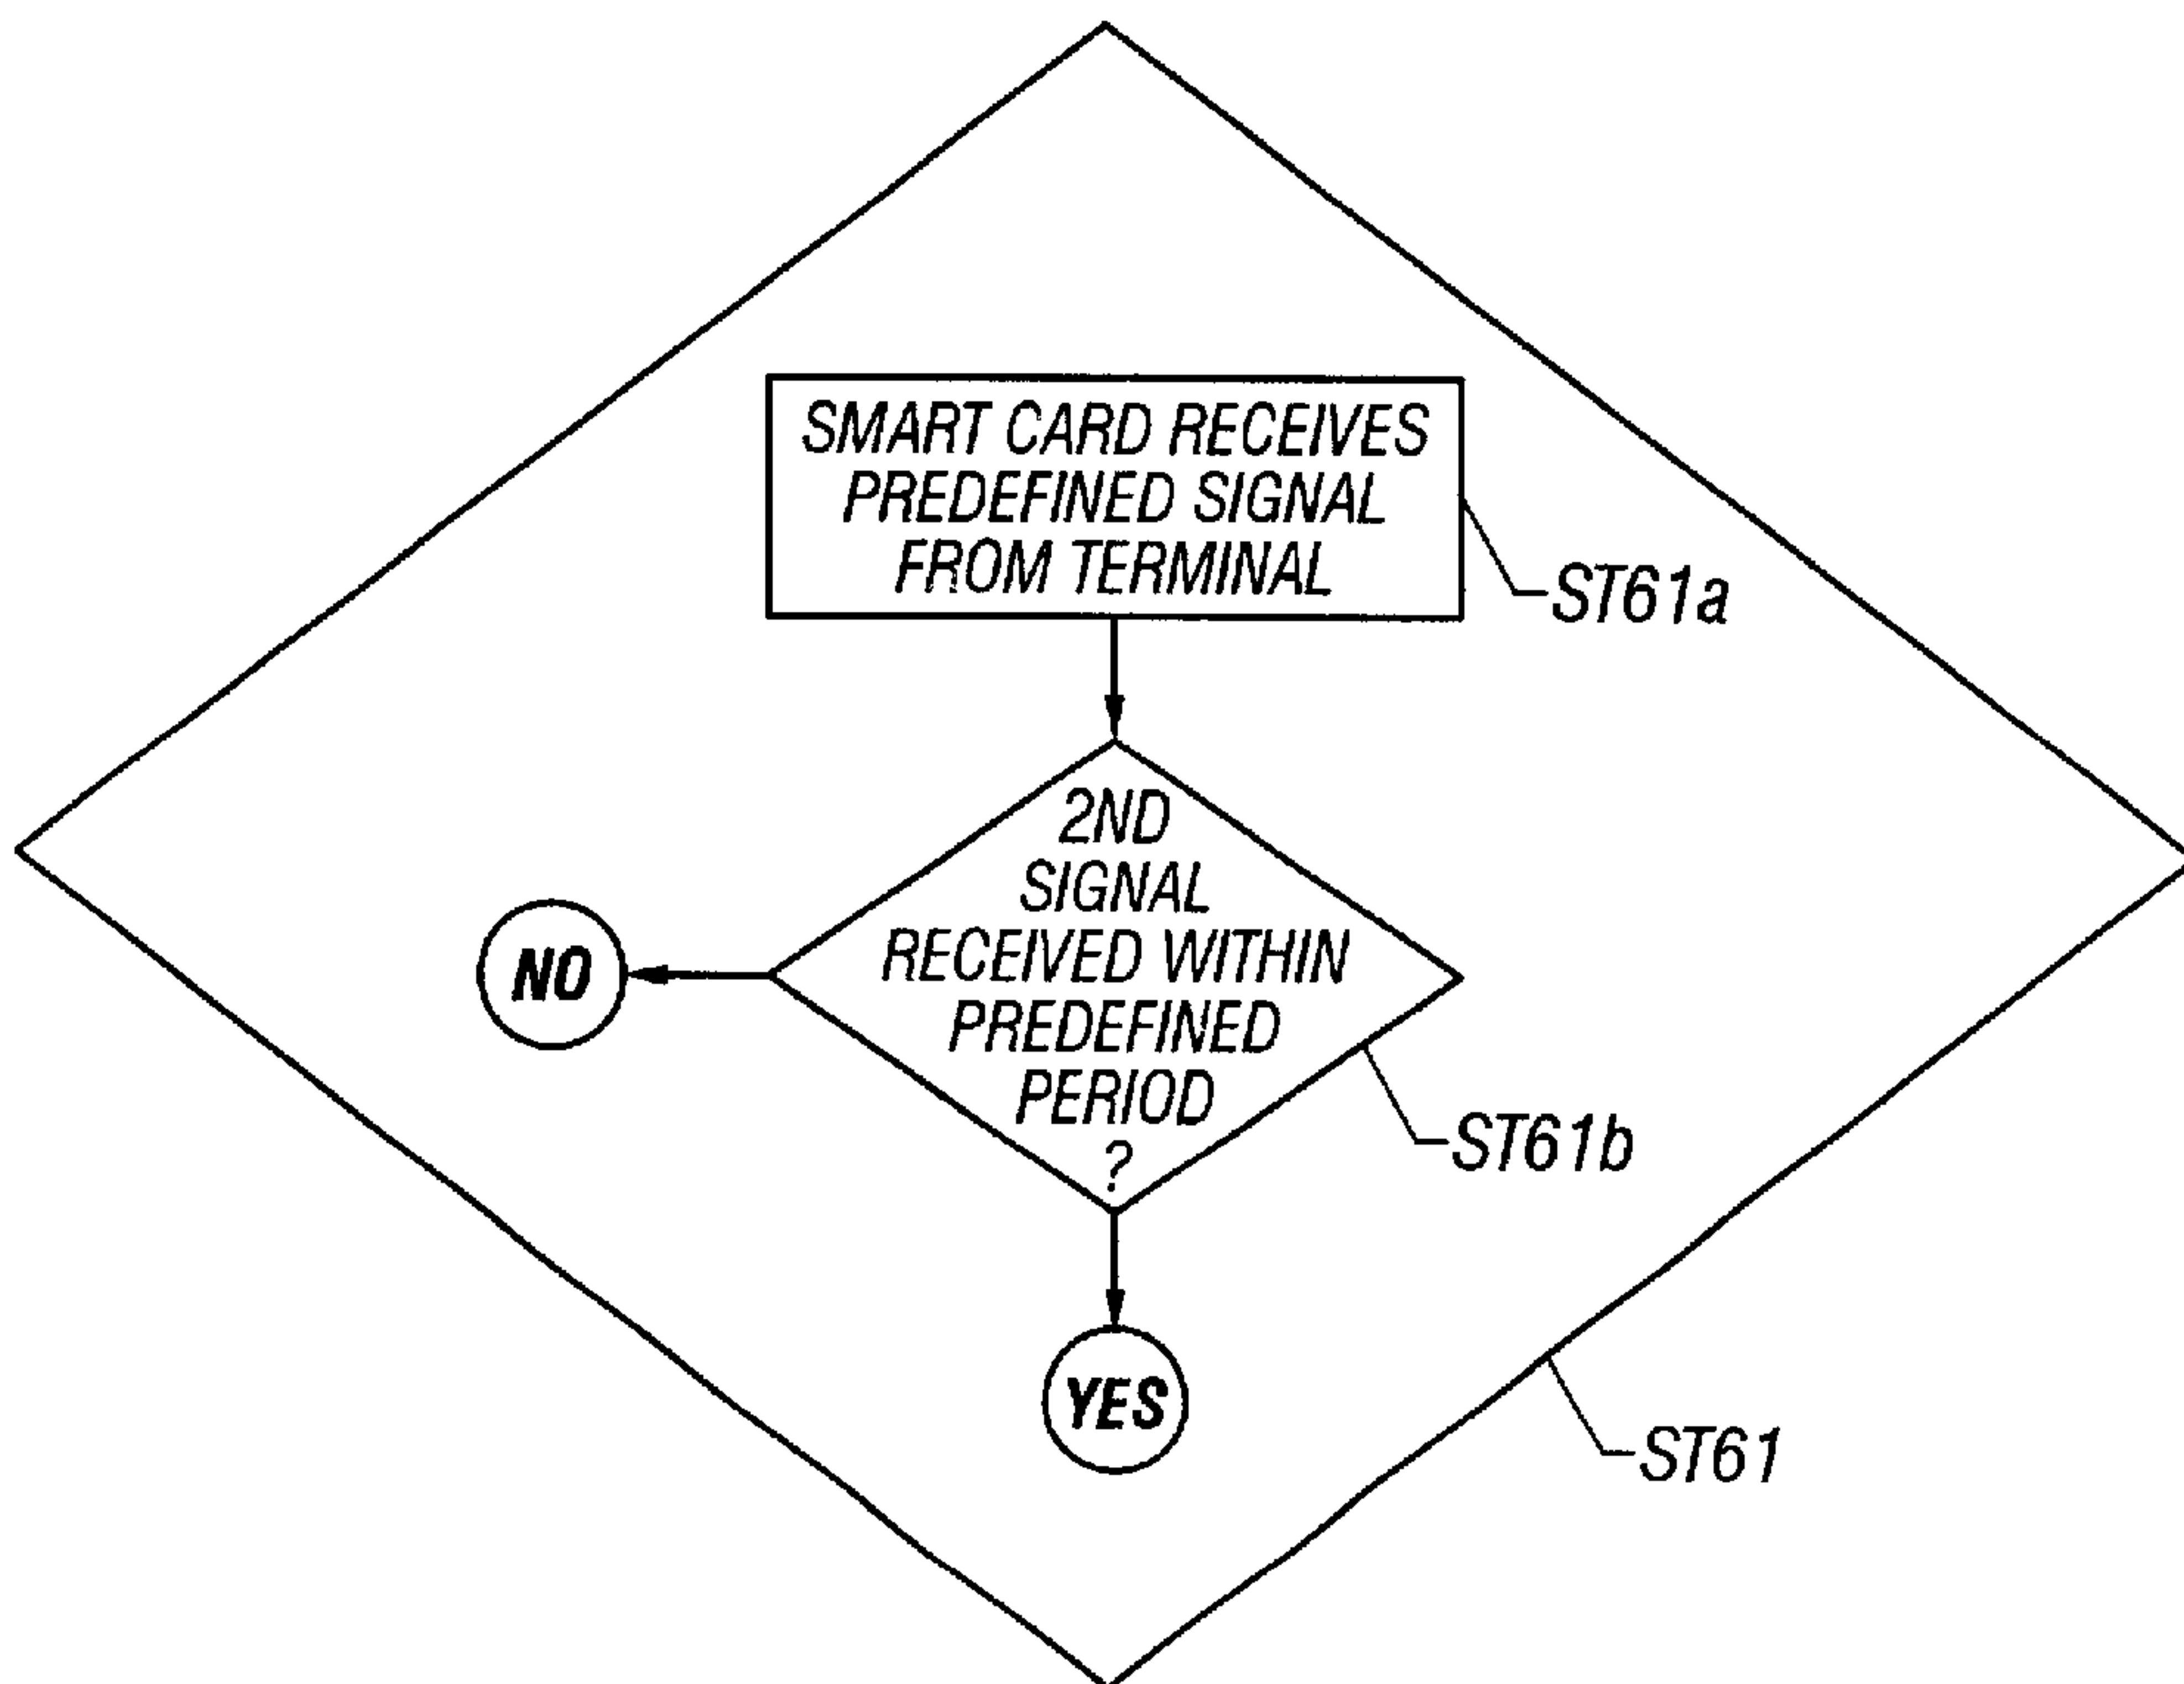 SMART CARD RECEIVES
PREDEFINED SIGNAL
FROM TERMINAL
ST61a
2ND
SIGNAL
RECEIVED WITHIN
PREDEFINED
PERIOD
?
NO
ST61b
YES
ST61